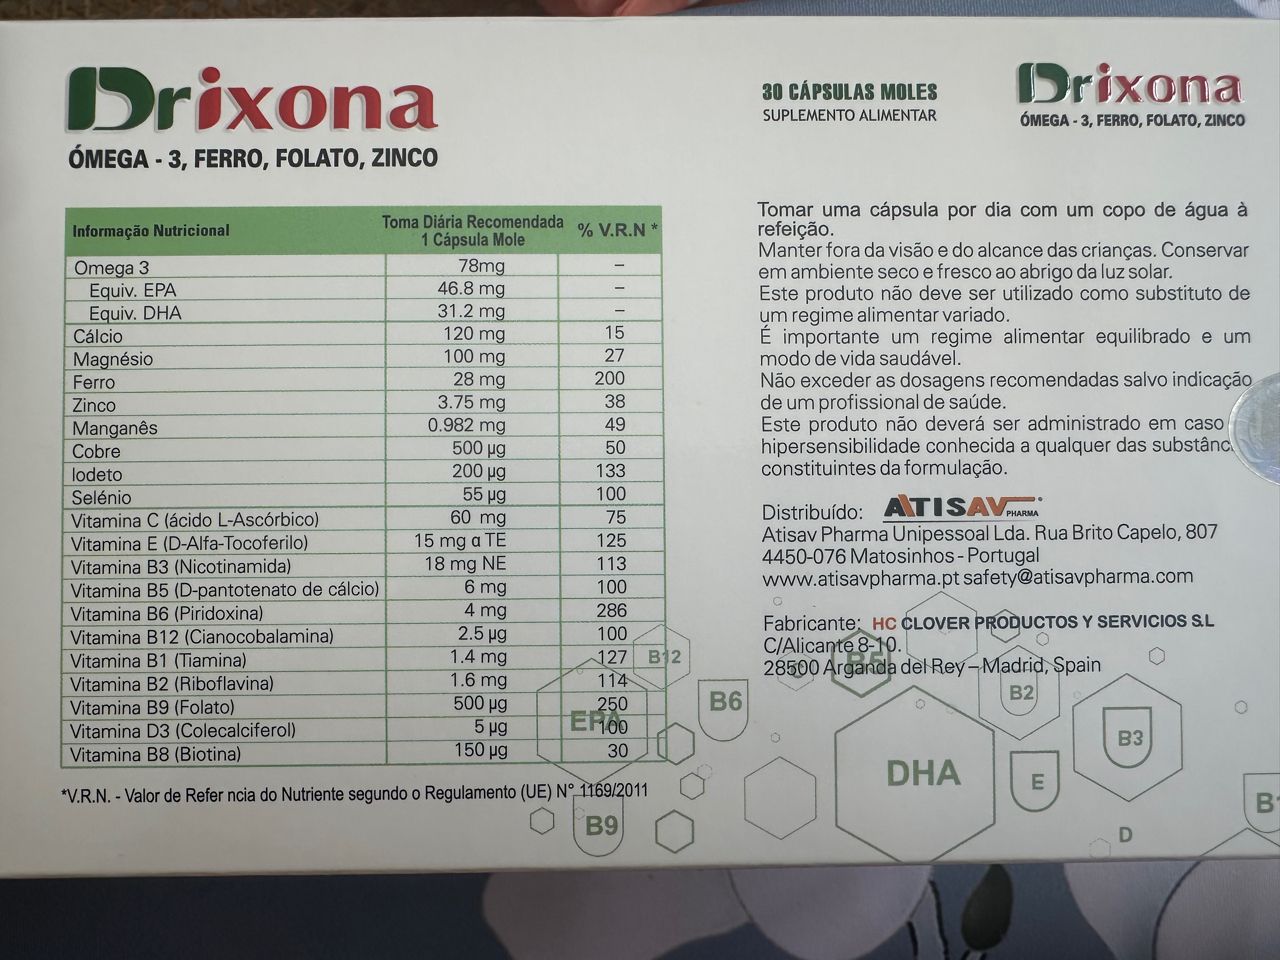 Drixona
ÓMEGA - 3, FERRO, FOLATO, ZINCO
Informação Nutricional Toma Diária Recomendada 1 Cápsula Mole % V.R.N *
Omega 3 78mg –
Equiv. EPA 46.8 mg –
Equiv. DHA 31.2 mg –
Cálcio 120 mg 15
Magnésio 100 mg 27
Ferro 28 mg 200
Zinco 3.75 mg 38
Manganês 0.982 mg 49
Cobre 500 µg 50
Iodeto 200 µg 133
Selénio 55 µg 100
Vitamina C (ácido L-Ascórbico) 60 mg 75
Vitamina E (D-Alfa-Tocoferilo) 15 mg α TE 125
Vitamina B3 (Nicotinamida) 18 mg NE 113
Vitamina B5 (D-pantotenato de cálcio) 6 mg 100
Vitamina B6 (Piridoxina) 4 mg 286
Vitamina B12 (Cianocobalamina) 2.5 µg 100
Vitamina B1 (Tiamina) 1.4 mg 127
Vitamina B2 (Riboflavina) 1.6 mg 114
Vitamina B9 (Folato) 500 µg 250
Vitamina D3 (Colecalciferol) 5 µg 100
Vitamina B8 (Biotina) 150 µg 30
*V.R.N. - Valor de Refer ncia do Nutriente segundo o Regulamento (UE) N° 1169/2011
30 CÁPSULAS MOLES
SUPLEMENTO ALIMENTAR
Drixona
ÓMEGA - 3, FERRO, FOLATO, ZINCO
Tomar uma cápsula por dia com um copo de água à
refeição.
Manter fora da visão e do alcance das crianças. Conservar
em ambiente seco e fresco ao abrigo da luz solar.
Este produto não deve ser utilizado como substituto de
um regime alimentar variado.
É importante um regime alimentar equilibrado e um
modo de vida saudável.
Não exceder as dosagens recomendadas salvo indicação
de um profissional de saúde.
Este produto não deverá ser administrado em caso
hipersensibilidade conhecida a qualquer das
constituintes da formulação.
Distribuído: ATISAV PHARMA
Atisav Pharma Unipessoal Lda. Rua Brito Capelo, 807
4450-076 Matosinhos - Portugal
www.atisavpharma.pt safety@atisavpharma.com
Fabricante: HC CLOVER PRODUCTOS Y SERVICIOS S.L
C/Alicante 8-10.
28500 Arganda del Rey – Madrid, Spain
B12
B5
EPA
B6
B2
B3
DHA
E
B9
D